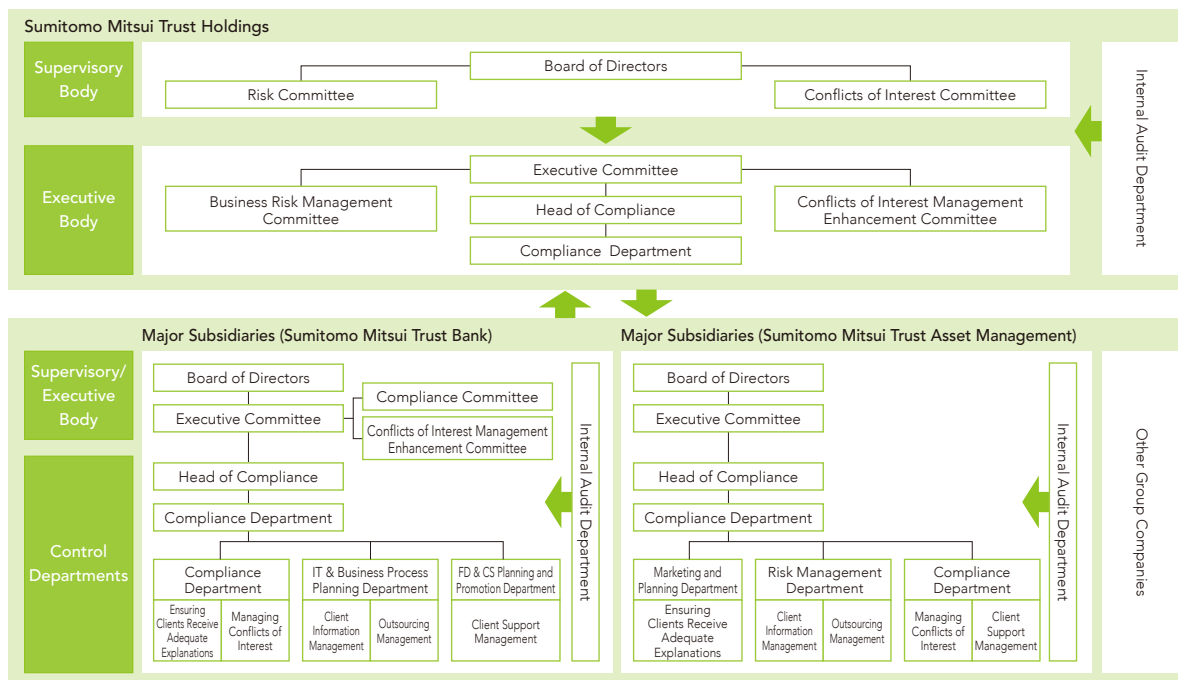 Sumitomo Mitsui Trust Holdings
Supervisory
Body
Board of Directors
Risk Committee
Conflicts of Interest Committee
Internal Audit Department
Executive
Body
Executive Committee
Business Risk Management
Committee
Head of Compliance
Conflicts of Interest Management
Enhancement Committee
Compliance Department
Major Subsidiaries (Sumitomo Mitsui Trust Bank)
Major Subsidiaries (Sumitomo Mitsui Trust Asset Management)
Supervisory/
Executive
Body
Control
Departments
Board of Directors
Executive Committee
Compliance Committee
Conflicts of Interest Management
Enhancement Committee
Head of Compliance
Compliance Department
Compliance
Department
Ensuring
Clients Receive
Adequate
Explanations
Managing
Conflicts of
Interest
IT & Business Process
Planning Department
Client
Information
Management
Outsourcing
Management
FD & CS Planning and
Promotion Department
Client Support
Management
Internal Audit Department
Board of Directors
Executive Committee
Head of Compliance
Compliance Department
Marketing and
Planning Department
Ensuring
Clients Receive
Adequate
Explanations
Risk Management
Department
Client
Information
Management
Outsourcing
Management
Compliance
Department
Managing
Conflicts of
Interest
Client
Support
Management
Internal Audit Department
Other Group Companies